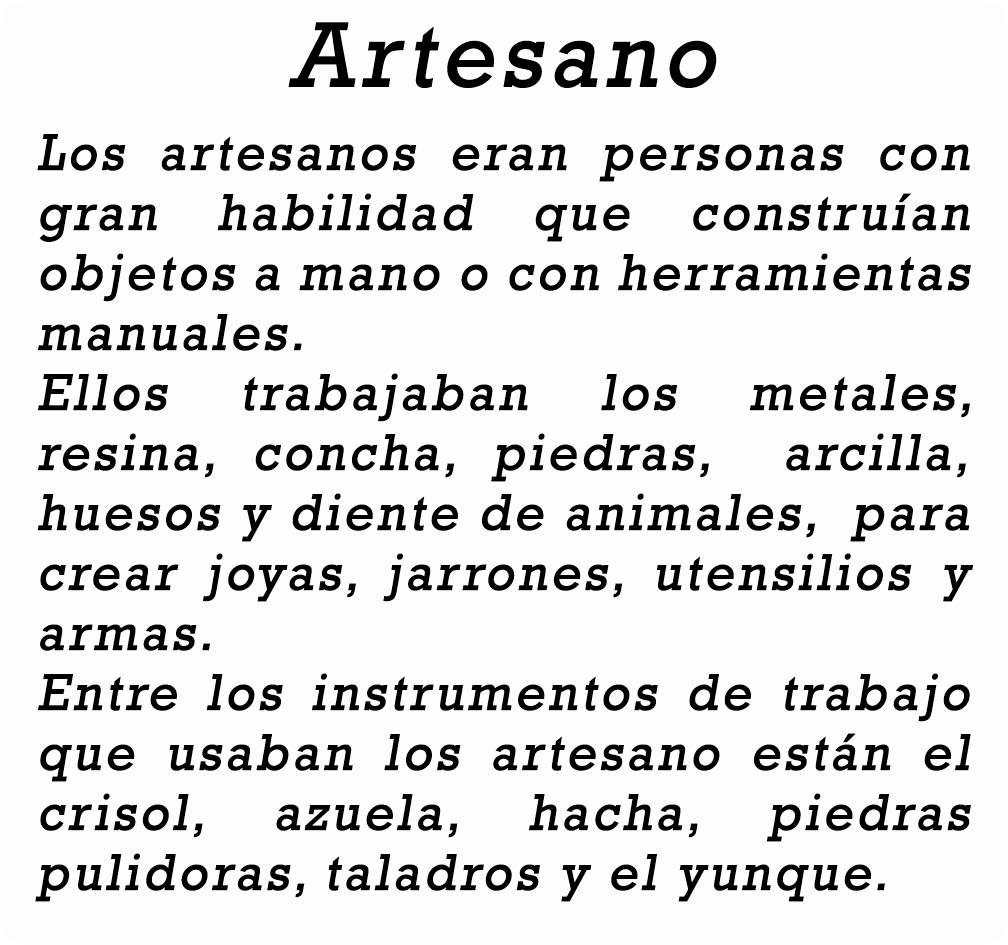 Artesano
Los artesanos eran personas con
gran habilidad que construían
objetos a mano o con herramientas
manuales.
Ellos trabajaban los metales,
resina, concha, piedras, arcilla,
huesos y diente de animales, para
crear joyas, jarrones, utensilios y
armas.
Entre los instrumentos de trabajo
que usaban los artesano están el
crisol, azuela, hacha, piedras
pulidoras, taladros y el yunque.